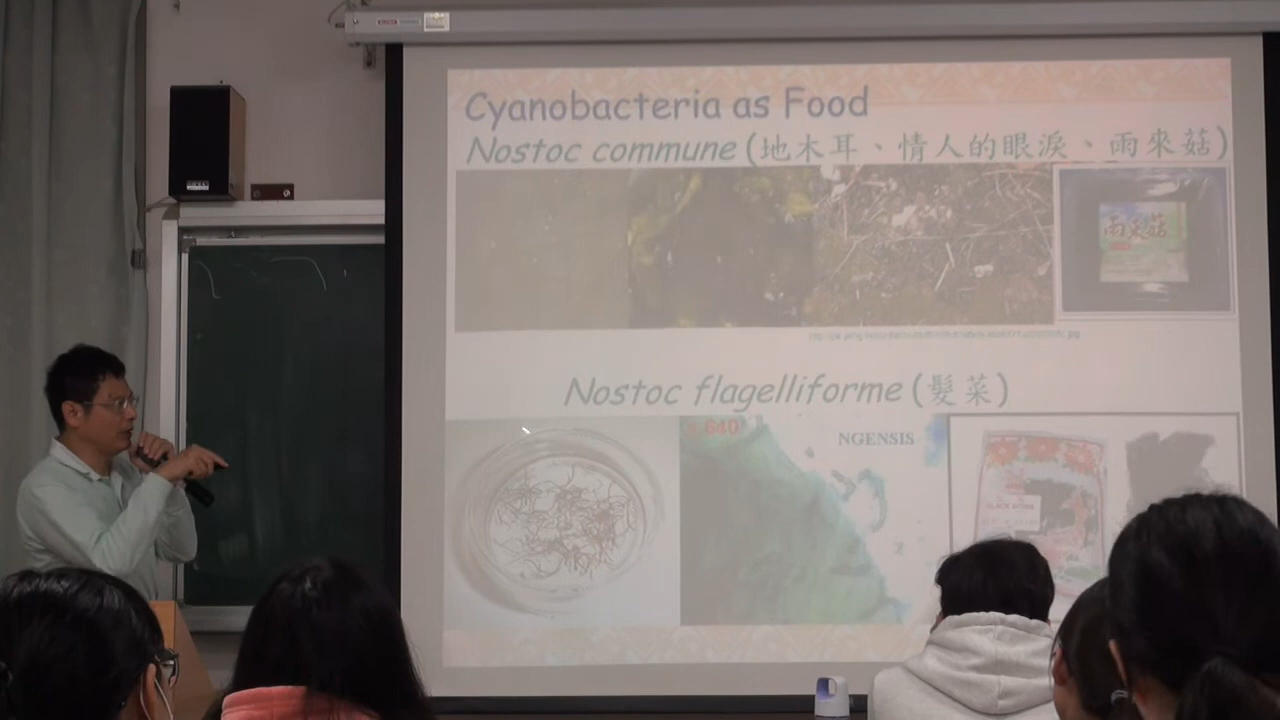 Cyanobacteria as Food
Nostoc commune (地木耳、情人的眼淚、雨來菇)
雨來菇
Nostoc flagelliforme (髮菜)
x 640
NGENSIS